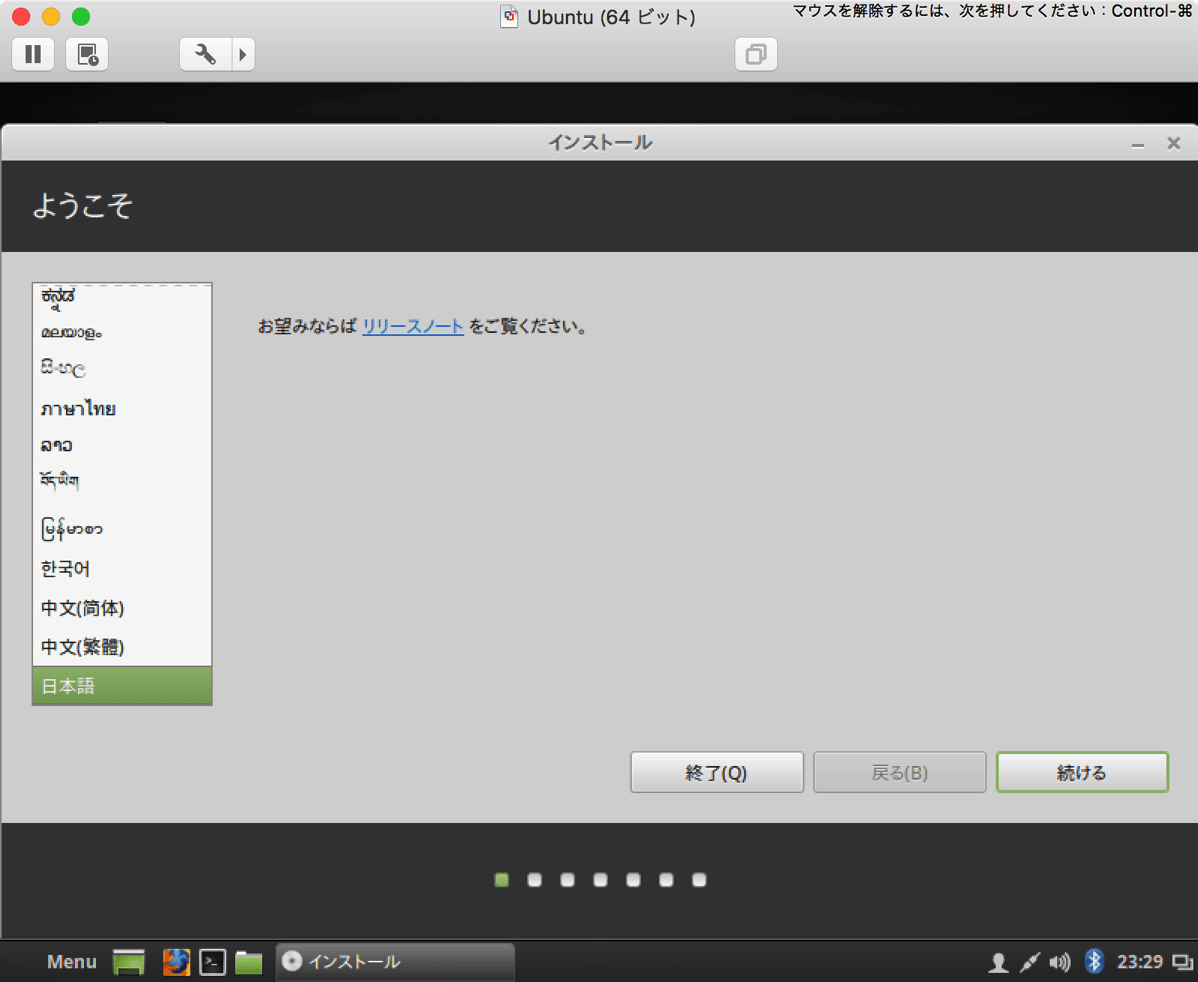 Ubuntu (64 ビット)
マウスを解除するには、次を押してください：Control-⌘
インストール
ようこそ
ಕನ್ನಡ
മലയാളം
සිංහල
ภาษาไทย
ລາວ
བོད་ཡིག
မြန်မာစာ
한국어
中文(简体)
中文(繁體)
日本語
お望みならば リリースノート をご覧ください。
終了(Q)
戻る(B)
続ける
Menu
インストール
23:29